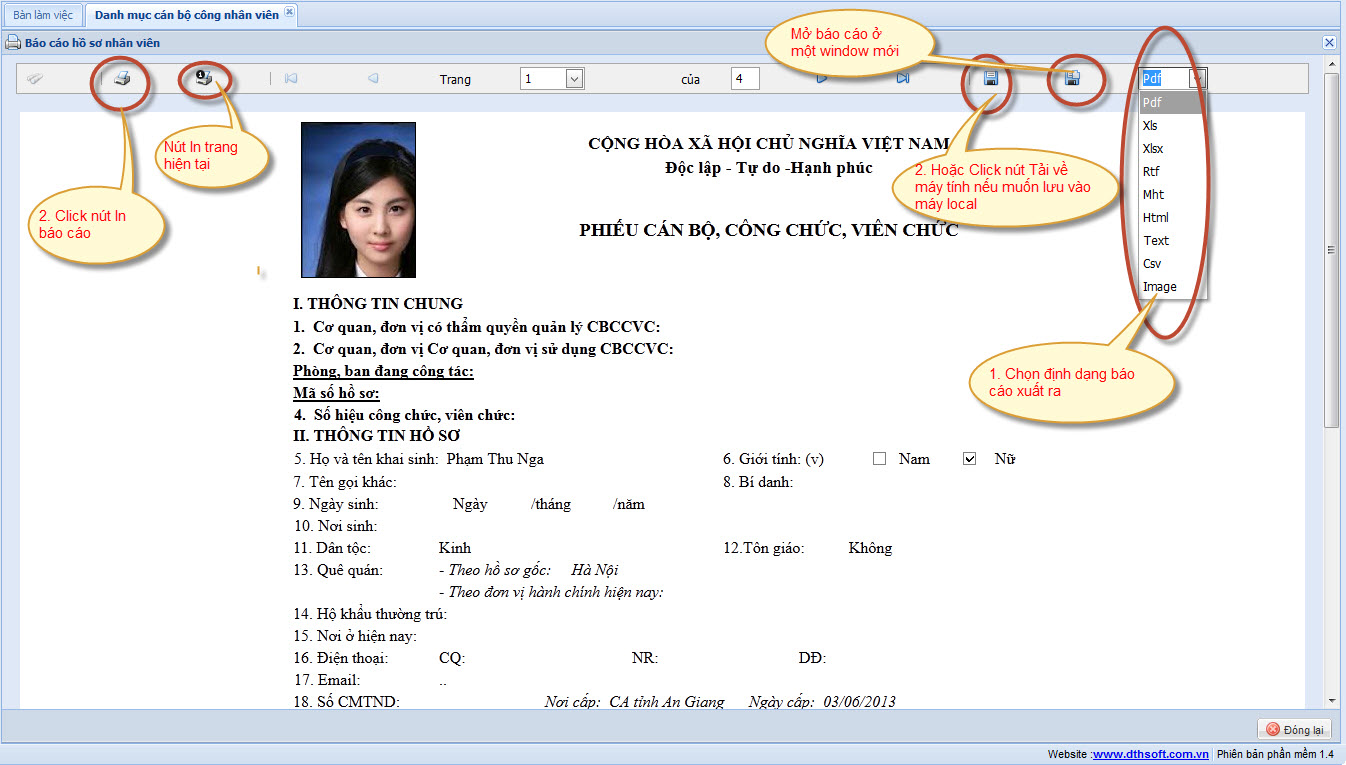 Bàn làm việc
Danh mục cán bộ công nhân viên
Báo cáo hồ sơ nhân viên
Mở báo cáo ở
một window mới
Trang 1 của 4
Pdf
Pdf
Xls
Xlsx
Rtf
Mht
Html
Text
Csv
Image
Nút In trang
hiện tại
2. Click nút In
báo cáo
2. Hoặc Click nút Tải về
máy tính nếu muốn lưu vào
máy local
1. Chọn định dạng báo
cáo xuất ra
CỘNG HÒA XÃ HỘI CHỦ NGHĨA VIỆT NAM
Độc lập - Tự do -Hạnh phúc
PHIẾU CÁN BỘ, CÔNG CHỨC, VIÊN CHỨC
I. THÔNG TIN CHUNG
1. Cơ quan, đơn vị có thẩm quyền quản lý CBCCVC:
2. Cơ quan, đơn vị Cơ quan, đơn vị sử dụng CBCCVC:
Phòng, ban đang công tác:
Mã số hồ sơ:
4. Số hiệu công chức, viên chức:
II. THÔNG TIN HỒ SƠ
5. Họ và tên khai sinh: Phạm Thu Nga 6. Giới tính: (v) Nam Nữ
7. Tên gọi khác: 8. Bí danh:
9. Ngày sinh: Ngày /tháng /năm
10. Nơi sinh:
11. Dân tộc: Kinh 12.Tôn giáo: Không
13. Quê quán: - Theo hồ sơ gốc: Hà Nội
- Theo đơn vị hành chính hiện nay:
14. Hộ khẩu thường trú:
15. Nơi ở hiện nay:
16. Điện thoại: CQ: NR: DĐ:
17. Email: ..
18. Số CMTND: Nơi cấp: CA tỉnh An Giang Ngày cấp: 03/06/2013
Đóng lại
Website :www.dthsoft.com.vn Phiên bản phần mềm 1.4